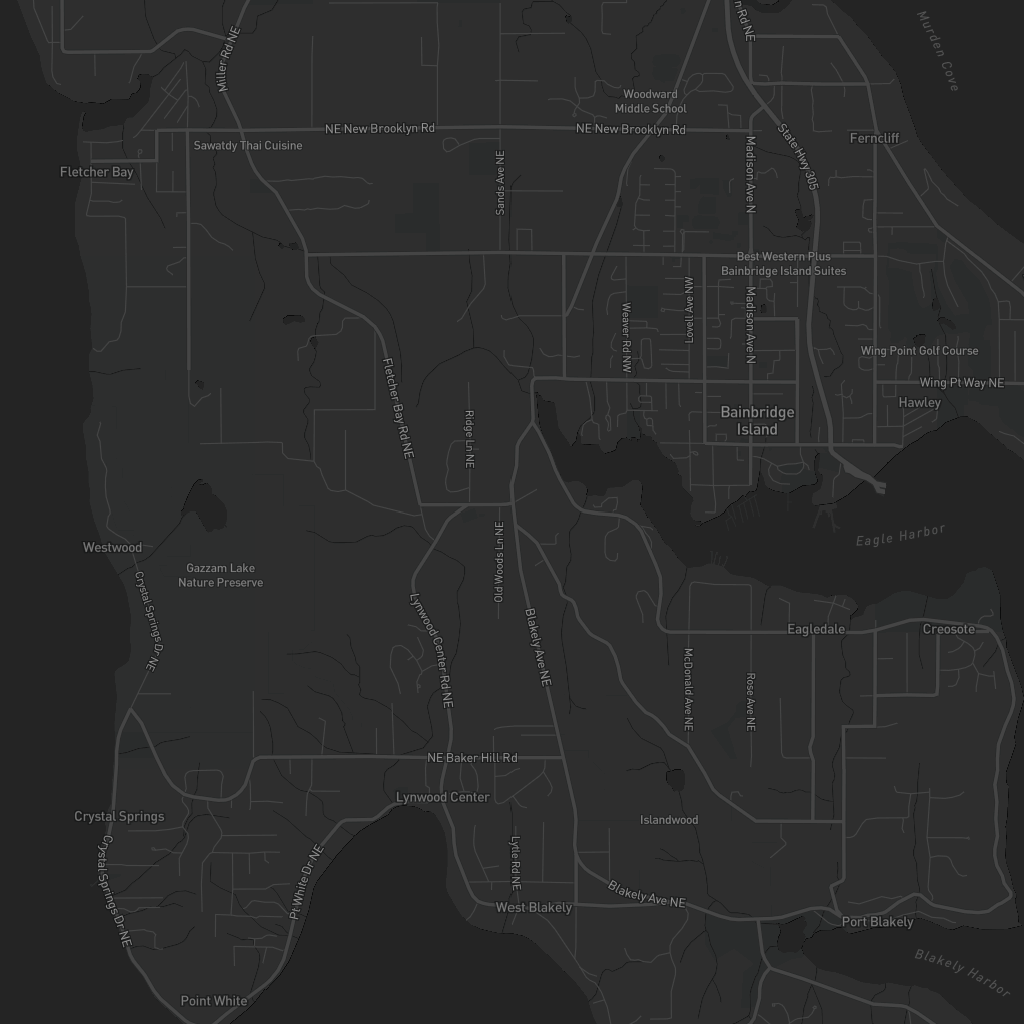 Murden Cove
Miller Rd NE
n Rd NE
Woodward
Middle School
NE New Brooklyn Rd
NE New Brooklyn Rd
State Hwy 305
Ferncliff
Sawatdy Thai Cuisine
Fletcher Bay
Sands Ave NE
Madison Ave N
Best Western Plus
Bainbridge Island Suites
Weaver Rd NW
Lovell Ave NW
Madison Ave N
Wing Point Golf Course
Wing Pt Way NE
Hawley
Fletcher Bay Rd NE
Ridge Ln NE
Bainbridge
Island
Eagle Harbor
Westwood
Gazzam Lake
Nature Preserve
Old Woods Ln NE
Crystal Springs Dr NE
Lynwood Center Rd NE
Blakely Ave NE
Eagledale
Creosote
McDonald Ave NE
Rose Ave NE
NE Baker Hill Rd
Lynwood Center
Crystal Springs
Islandwood
Crystal Springs Dr NE
Pt White Dr NE
Lytle Rd NE
Blakely Ave NE
West Blakely
Port Blakely
Blakely Harbor
Point White